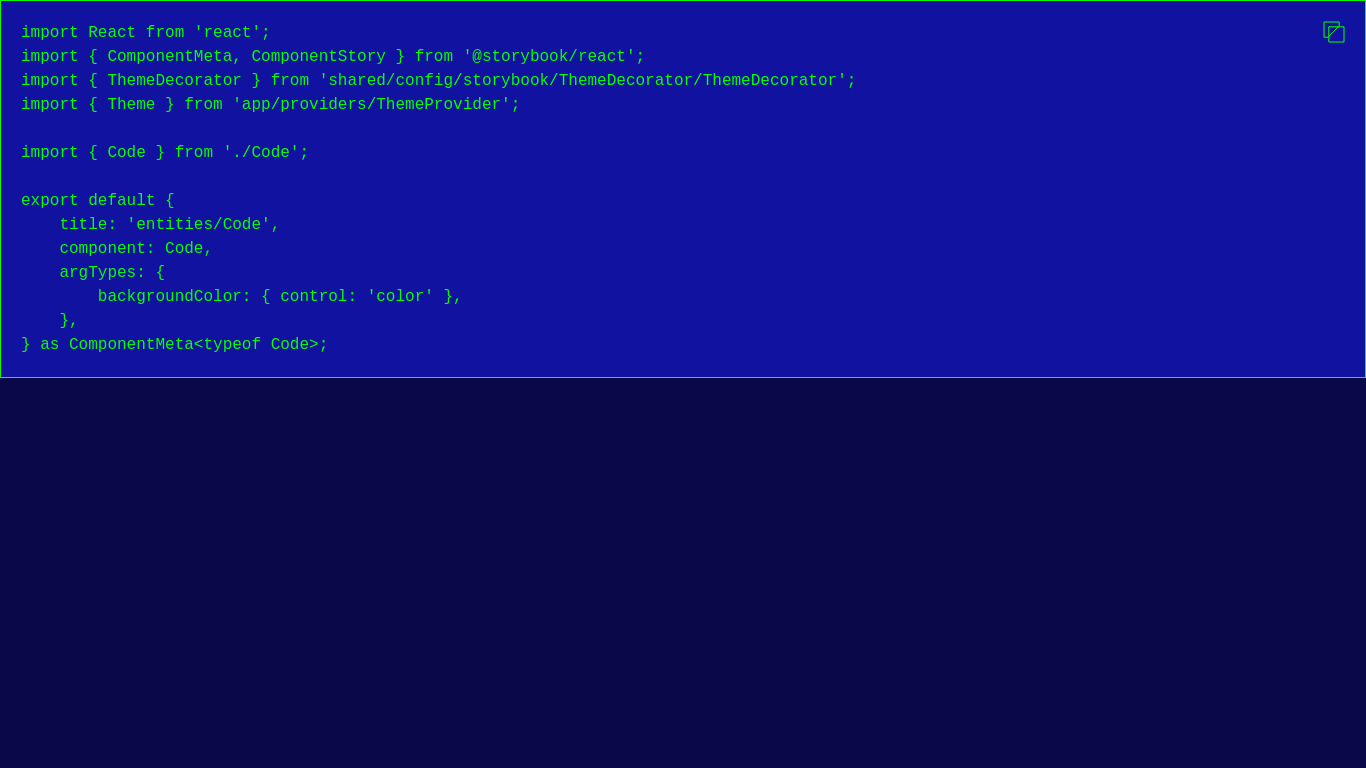 import React from 'react';
import { ComponentMeta, ComponentStory } from '@storybook/react';
import { ThemeDecorator } from 'shared/config/storybook/ThemeDecorator/ThemeDecorator';
import { Theme } from 'app/providers/ThemeProvider';

import { Code } from './Code';

export default {
    title: 'entities/Code',
    component: Code,
    argTypes: {
        backgroundColor: { control: 'color' },
    },
} as ComponentMeta<typeof Code>;